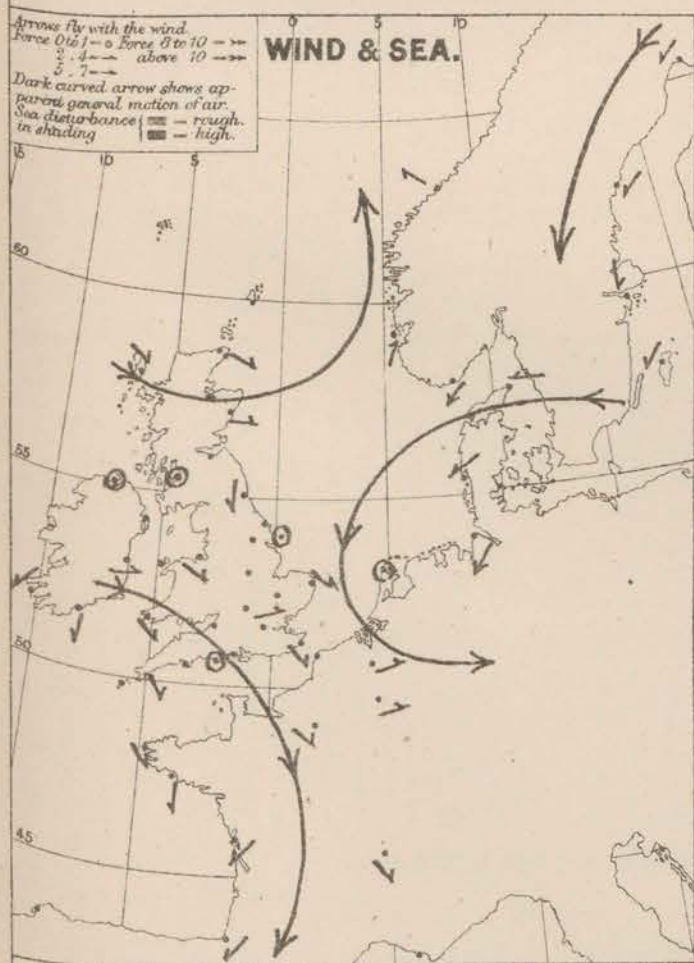 Arrows fly with the wind.
Force 0 to 1 – o Force 8 to 10 –
2 . 4 – above 10 –
5 . 7 –
Dark curved arrow shows ap-
parent general motion of air.
Sea disturbance { – rough.
in shading – high.
WIND & SEA.
15 10 5 0 5 10
60
55
50
45